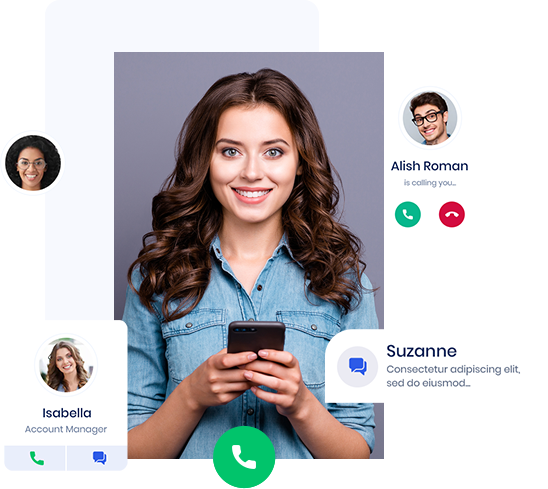 Alish Roman
is calling you...
Suzanne
Consectetur adipiscing elit,
sed do eiusmod...
Isabella
Account Manager